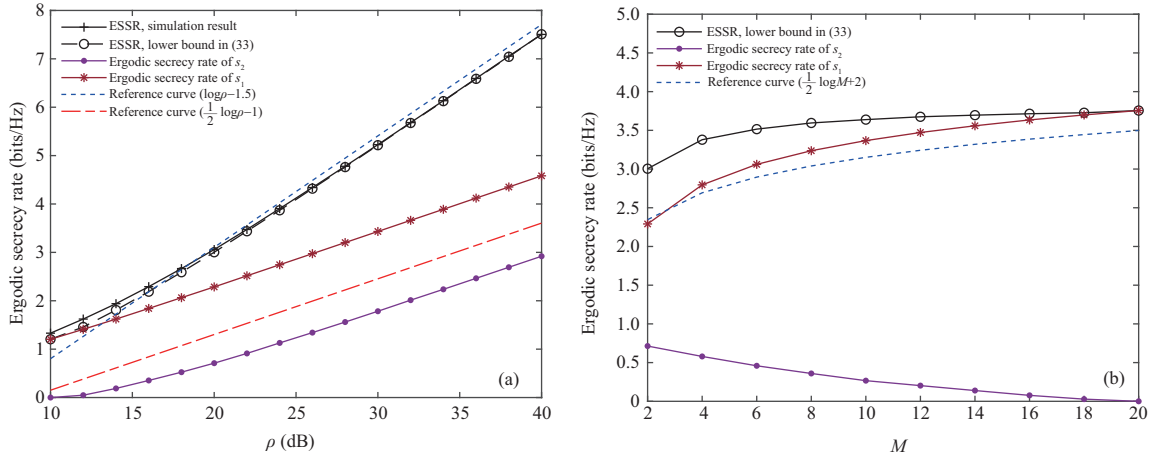 8
7
6
5
4
3
2
1
0
Ergodic secrecy rate (bits/Hz)
ESSR, simulation result
ESSR, lower bound in (33)
Ergodic secrecy rate of s₂
Ergodic secrecy rate of s₁
Reference curve (logρ−1.5)
Reference curve (½ logρ−1)
(a)
10 15 20 25 30 35 40
ρ (dB)
5.0
4.5
4.0
3.5
3.0
2.5
2.0
1.5
1.0
0.5
0
Ergodic secrecy rate (bits/Hz)
ESSR, lower bound in (33)
Ergodic secrecy rate of s₂
Ergodic secrecy rate of s₁
Reference curve (½ logM+2)
(b)
2 4 6 8 10 12 14 16 18 20
M